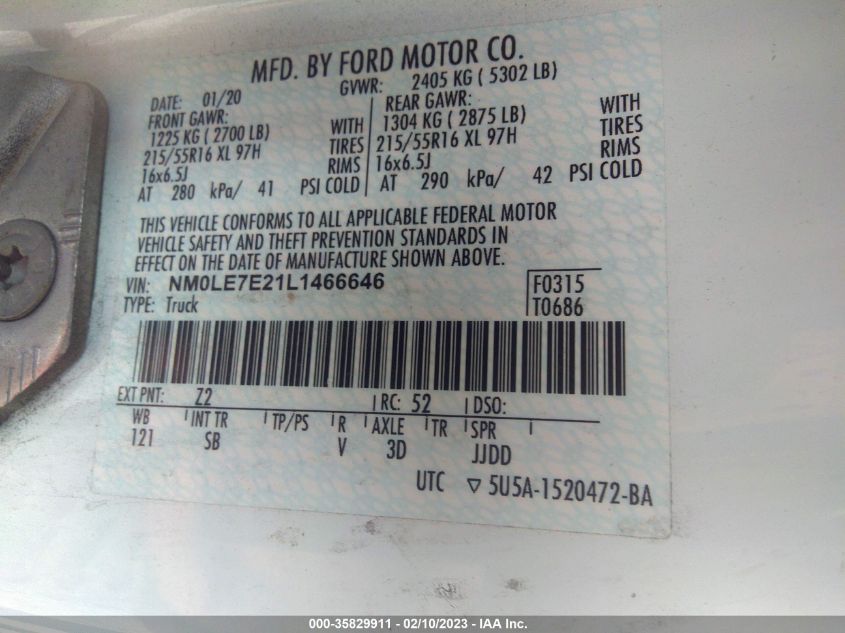 MFD. BY FORD MOTOR CO.
DATE: 01/20 GVWR: 2405 KG ( 5302 LB)
FRONT GAWR: REAR GAWR:
1225 KG ( 2700 LB) WITH 1304 KG ( 2875 LB) WITH
215/55R16 XL 97H TIRES 215/55R16 XL 97H TIRES
16x6.5J RIMS 16x6.5J RIMS
AT 280 kPa/ 41 PSI COLD AT 290 kPa/ 42 PSI COLD
THIS VEHICLE CONFORMS TO ALL APPLICABLE FEDERAL MOTOR
VEHICLE SAFETY AND THEFT PREVENTION STANDARDS IN
EFFECT ON THE DATE OF MANUFACTURE SHOWN ABOVE.
VIN: NM0LE7E21L1466646 F0315
TYPE: Truck T0686
EXT PNT: Z2 RC: 52 DSO:
WB INT TR TP/PS R AXLE TR SPR
121 SB V 3D JJDD
UTC ▽ 5U5A-1520472-BA
000-35829911 - 02/10/2023 - IAA Inc.